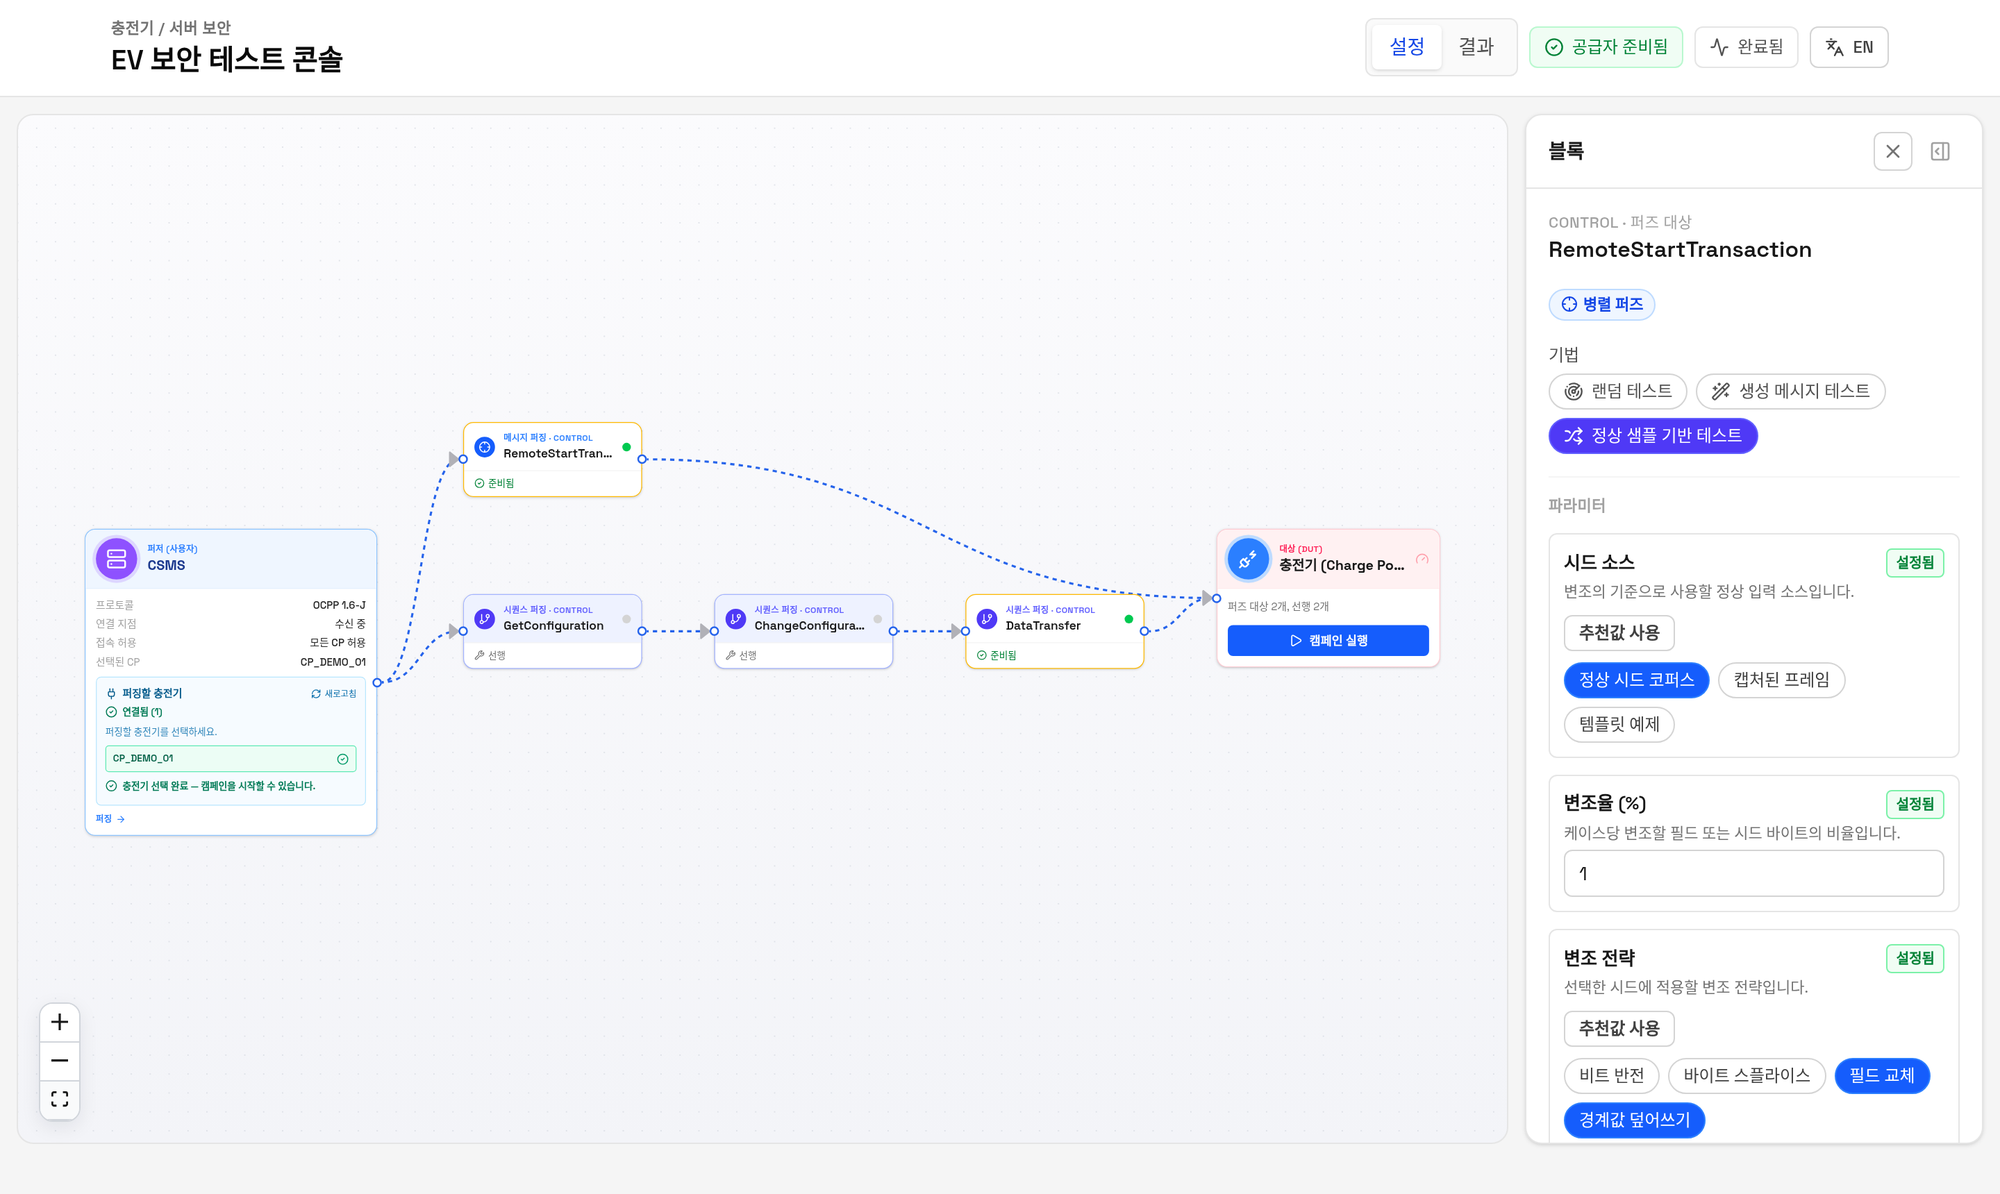 충전기 / 서버 보안
EV 보안 테스트 콘솔
설정
결과
공급자 준비됨
완료됨
EN
메시지 퍼징 · CONTROL
RemoteStartTran...
준비됨
퍼저 (사용자)
CSMS
프로토콜 OCPP 1.6-J
연결 지점 수신 중
접속 허용 모든 CP 허용
선택된 CP CP_DEMO_01
퍼징할 충전기 새로고침
연결됨 (1)
퍼징할 충전기를 선택하세요.
CP_DEMO_01
충전기 선택 완료 — 캠페인을 시작할 수 있습니다.
퍼징
시퀀스 퍼징 · CONTROL
GetConfiguration
선행
시퀀스 퍼징 · CONTROL
ChangeConfigura...
선행
시퀀스 퍼징 · CONTROL
DataTransfer
준비됨
대상 (DUT)
충전기 (Charge Po...
퍼즈 대상 2개, 선행 2개
캠페인 실행
블록
CONTROL · 퍼즈 대상
RemoteStartTransaction
병렬 퍼즈
기법
랜덤 테스트
생성 메시지 테스트
정상 샘플 기반 테스트
파라미터
시드 소스
설정됨
변조의 기준으로 사용할 정상 입력 소스입니다.
추천값 사용
정상 시드 코퍼스
캡처된 프레임
템플릿 예제
변조율 (%)
설정됨
케이스당 변조할 필드 또는 시드 바이트의 비율입니다.
1
변조 전략
설정됨
선택한 시드에 적용할 변조 전략입니다.
추천값 사용
비트 반전
바이트 스플라이스
필드 교체
경계값 덮어쓰기